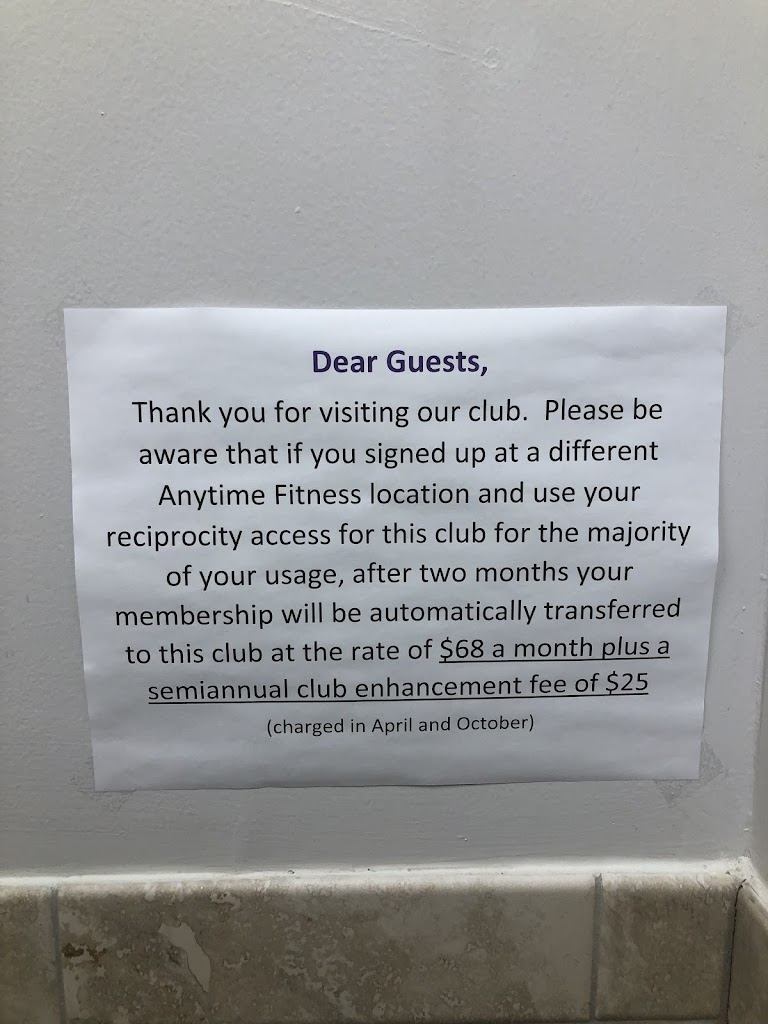 Dear Guests,
Thank you for visiting our club.  Please be
aware that if you signed up at a different
Anytime Fitness location and use your
reciprocity access for this club for the majority
of your usage, after two months your
membership will be automatically transferred
to this club at the rate of $68 a month plus a
semiannual club enhancement fee of $25
(charged in April and October)